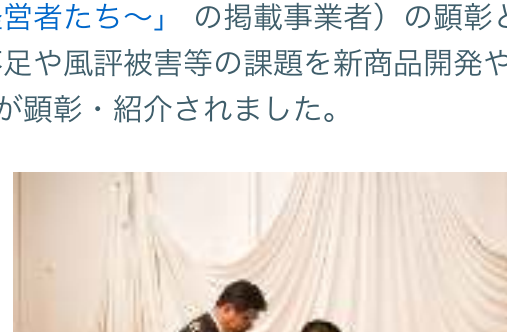 営者たち〜」 の掲載事業者）の顕彰と
足や風評被害等の課題を新商品開発や
が顕彰・紹介されました。